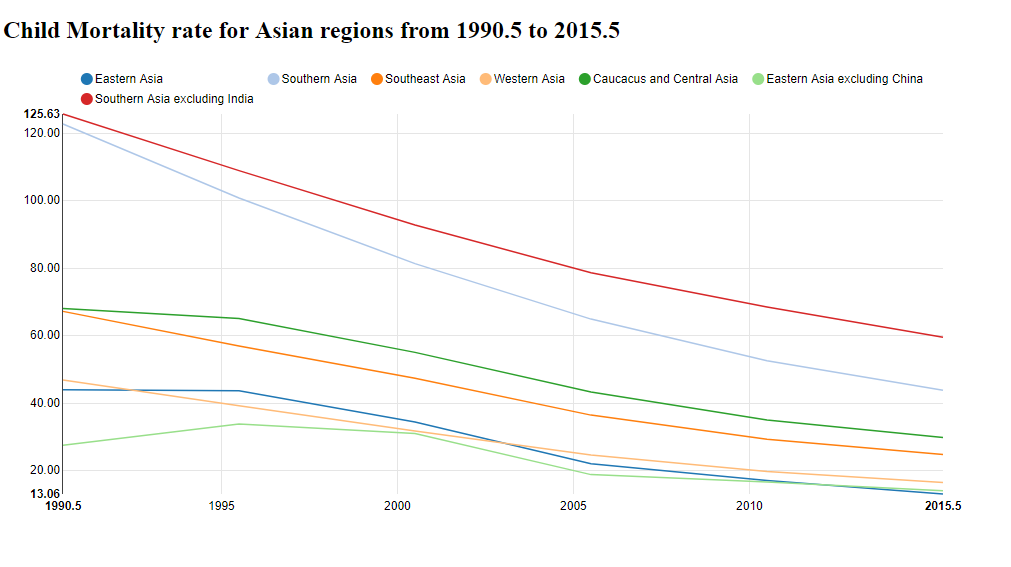 Child Mortality rate for Asian regions from 1990.5 to 2015.5
Eastern Asia Southern Asia Southeast Asia Western Asia Caucacus and Central Asia Eastern Asia excluding China
Southern Asia excluding India
125.63
120.00
100.00
80.00
60.00
40.00
20.00
13.06
1990.5 1995 2000 2005 2010 2015.5